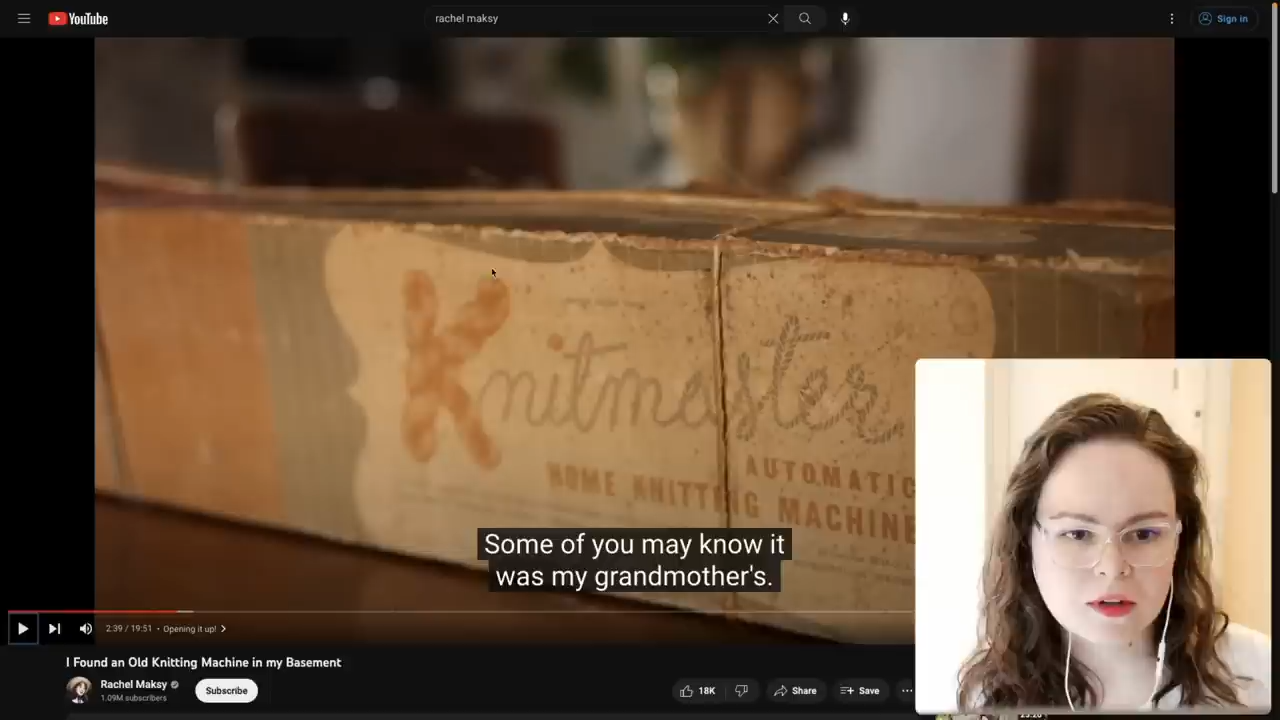 YouTube
rachel maksy
Sign in
Knitmaster
AUTOMATIC
HOME KNITTING MACHINE
Some of you may know it
was my grandmother's.
2:39 / 19:51 • Opening it up!
I Found an Old Knitting Machine in my Basement
Rachel Maksy
1.09M subscribers
Subscribe
18K
Share
Save